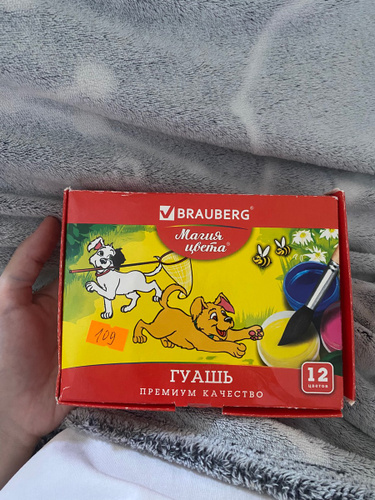 BRAUBERG®
Магия
цвета®
109
ГУАШЬ
ПРЕМИУМ КАЧЕСТВО
12
цветов